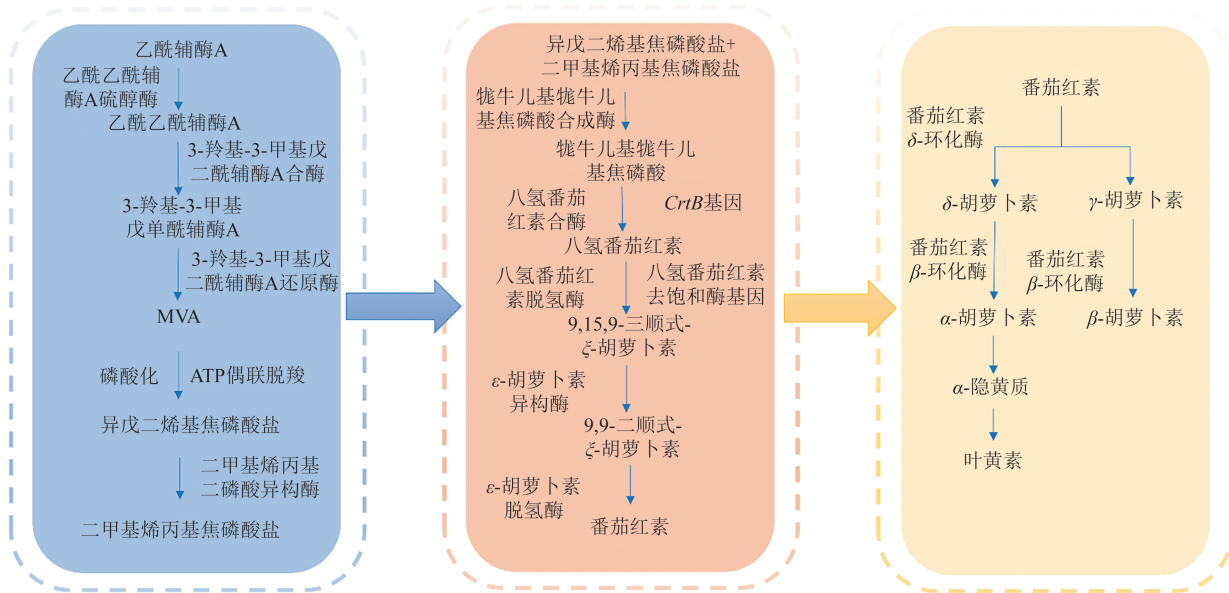 乙酰辅酶A
乙酰乙酰辅
酶A硫醇酶
乙酰乙酰辅酶A
3-羟基-3-甲基戊
二酰辅酶A合酶
3-羟基-3-甲基
戊单酰辅酶A
3-羟基-3-甲基戊
二酰辅酶A还原酶
MVA
磷酸化
ATP偶联脱羧
异戊二烯基焦磷酸盐
二甲基烯丙基
二磷酸异构酶
二甲基烯丙基焦磷酸盐
异戊二烯基焦磷酸盐+
二甲基烯丙基焦磷酸盐
牻牛儿基牻牛儿
基焦磷酸合成酶
牻牛儿基牻牛儿
基焦磷酸
八氢番茄
红素合酶
CrtB基因
八氢番茄红素
八氢番茄红
素脱氢酶
八氢番茄红素
去饱和酶基因
9,15,9-三顺式-
ξ-胡萝卜素
ε-胡萝卜素
异构酶
9,9-二顺式-
ξ-胡萝卜素
ε-胡萝卜素
脱氢酶
番茄红素
番茄红素
番茄红素
δ-环化酶
δ-胡萝卜素
γ-胡萝卜素
番茄红素
β-环化酶
番茄红素
β-环化酶
α-胡萝卜素
β-胡萝卜素
α-隐黄质
叶黄素